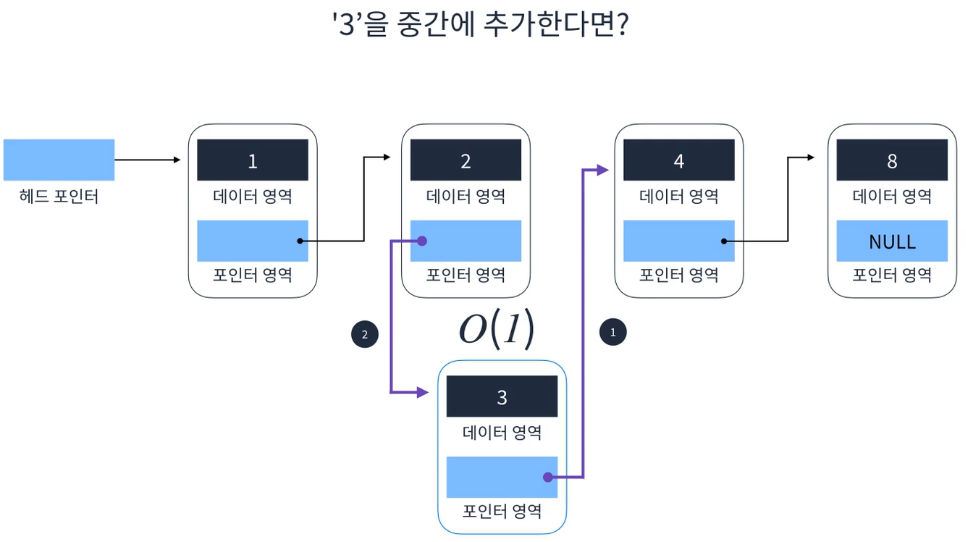 '3’을 중간에 추가한다면?
헤드 포인터
1
데이터 영역
포인터 영역
2
데이터 영역
포인터 영역
4
데이터 영역
포인터 영역
8
데이터 영역
NULL
포인터 영역
2
O(1)
1
3
데이터 영역
포인터 영역